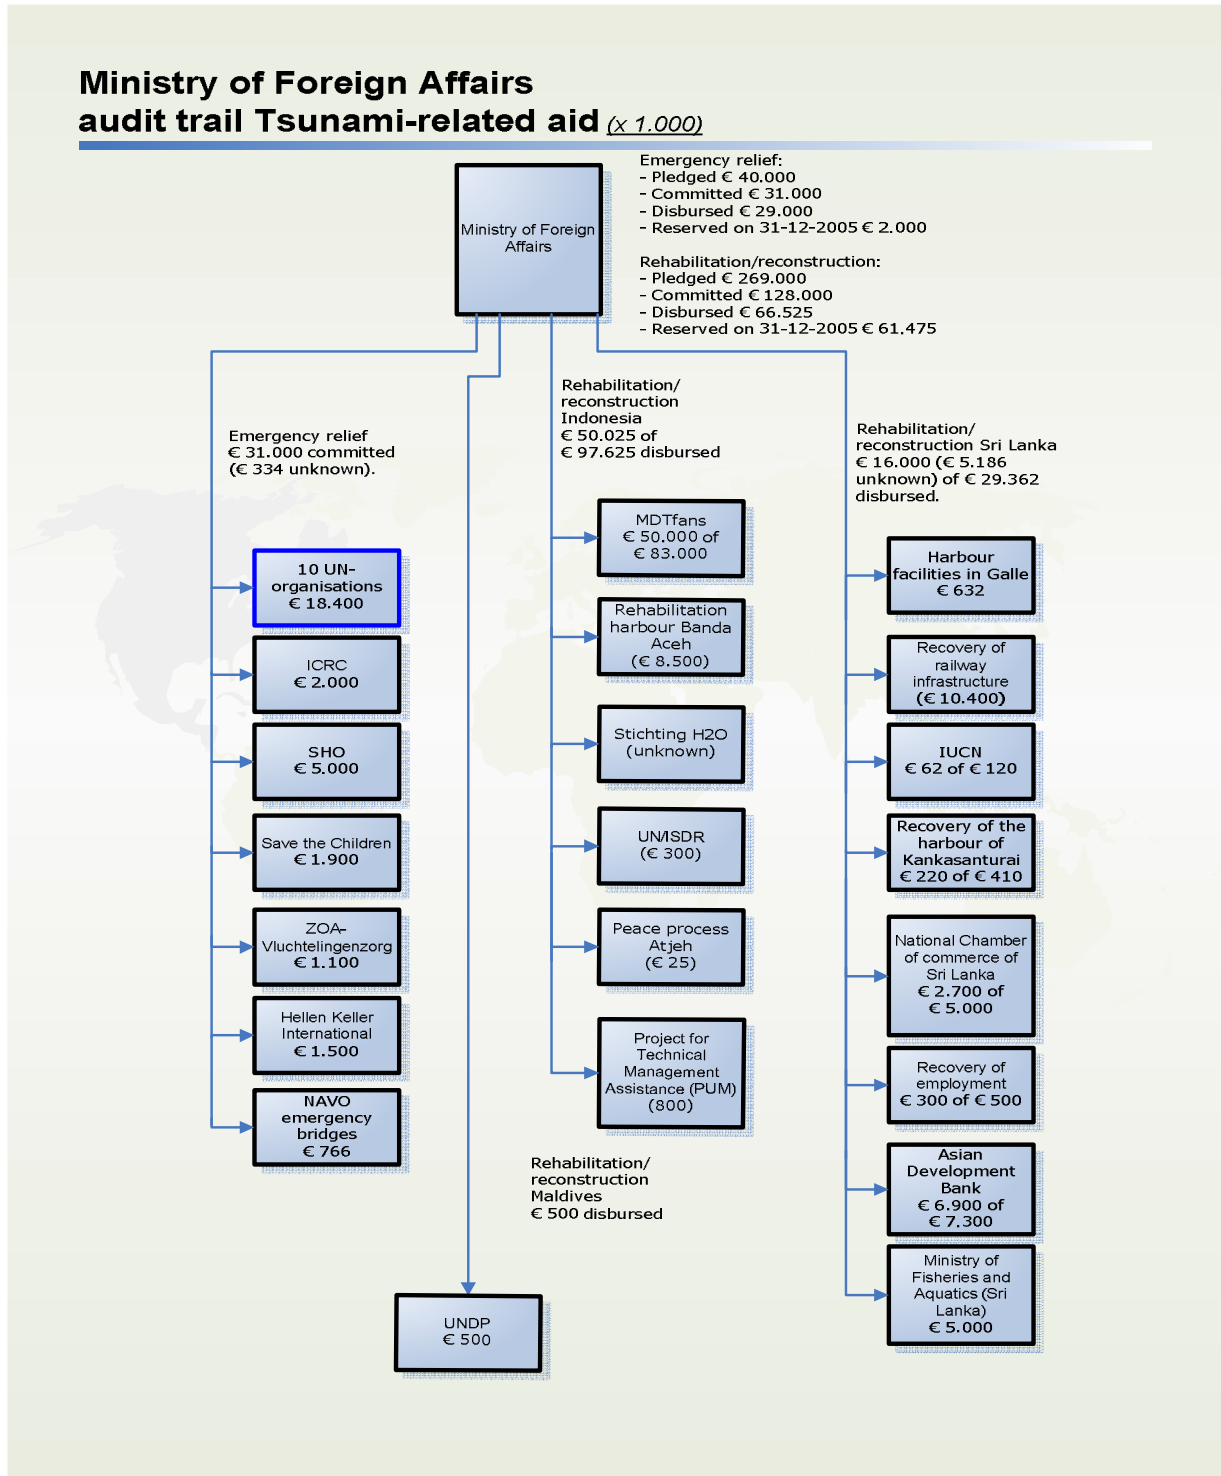 Ministry of Foreign Affairs
audit trail Tsunami-related aid (x 1.000)
Ministry of Foreign
Affairs
Emergency relief:
- Pledged € 40.000
- Committed € 31.000
- Disbursed € 29.000
- Reserved on 31-12-2005 € 2.000
Rehabilitation/reconstruction:
- Pledged € 269.000
- Committed € 128.000
- Disbursed € 66.525
- Reserved on 31-12-2005 € 61.475
Emergency relief
€ 31.000 committed
(€ 334 unknown).
10 UN-
organisations
€ 18.400
ICRC
€ 2.000
SHO
€ 5.000
Save the Children
€ 1.900
ZOA-
Vluchtelingenzorg
€ 1.100
Hellen Keller
International
€ 1.500
NAVO
emergency
bridges
€ 766
Rehabilitation/
reconstruction
Maldives
€ 500 disbursed
UNDP
€ 500
Rehabilitation/
reconstruction
Indonesia
€ 50.025 of
€ 97.625 disbursed
MDTfans
€ 50.000 of
€ 83.000
Rehabilitation
harbour Banda
Aceh
(€ 8.500)
Stichting H2O
(unknown)
UN/ISDR
(€ 300)
Peace process
Atjeh
(€ 25)
Project for
Technical
Management
Assistance (PUM)
(800)
Rehabilitation/
reconstruction Sri Lanka
€ 16.000 (€ 5.186
unknown) of € 29.362
disbursed.
Harbour
facilities in Galle
€ 632
Recovery of
railway
infrastructure
(€ 10.400)
IUCN
€ 62 of € 120
Recovery of the
harbour of
Kankasanturai
€ 220 of € 410
National Chamber
of commerce of
Sri Lanka
€ 2.700 of
€ 5.000
Recovery of
employment
€ 300 of € 500
Asian
Development
Bank
€ 6.900 of
€ 7.300
Ministry of
Fisheries and
Aquatics (Sri
Lanka)
€ 5.000